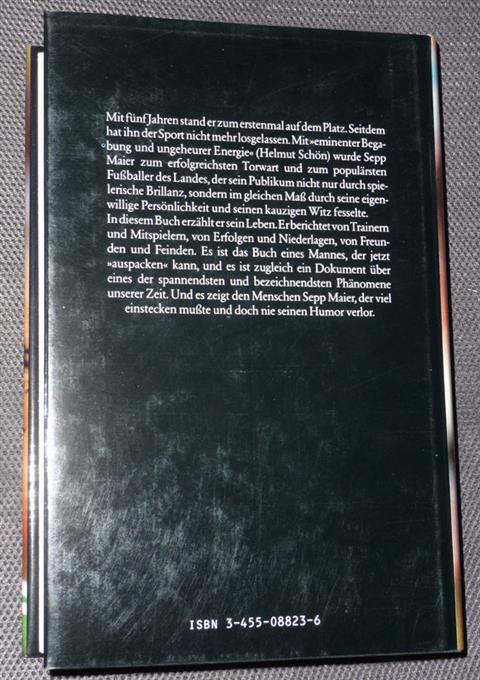 Mit fünf Jahren stand er zum erstenmal auf dem Platz. Seitdem
hat ihn der Sport nicht mehr losgelassen. Mit »eminenter Bega-
bung und ungeheurer Energie« (Helmut Schön) wurde Sepp
Maier zum erfolgreichsten Torwart und zum populärsten
Fußballer des Landes, der sein Publikum nicht nur durch spie-
lerische Brillanz, sondern im gleichen Maß durch seine eigen-
willige Persönlichkeit und seinen kauzigen Witz fesselte.
In diesem Buch erzählt er sein Leben. Er berichtet von Trainern
und Mitspielern, von Erfolgen und Niederlagen, von Freun-
den und Feinden. Es ist das Buch eines Mannes, der jetzt
»auspacken« kann, und es ist zugleich ein Dokument über
eines der spannendsten und bezeichnendsten Phänomene
unserer Zeit. Und es zeigt den Menschen Sepp Maier, der viel
einstecken mußte und doch nie seinen Humor verlor.
ISBN 3-455-08823-6